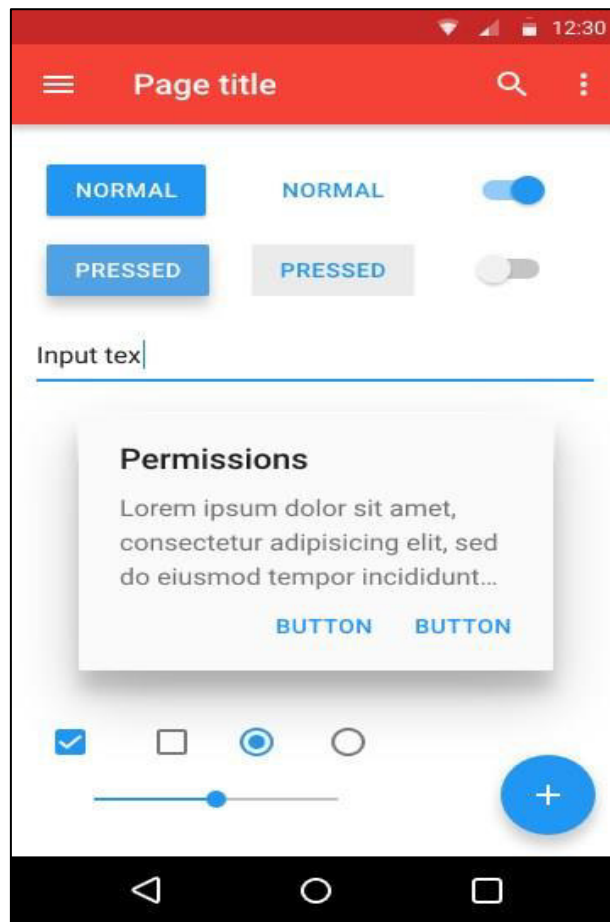 12:30
Page title
NORMAL NORMAL
PRESSED PRESSED
Input tex
Permissions
Lorem ipsum dolor sit amet,
consectetur adipisicing elit, sed
do eiusmod tempor incididunt...
BUTTON BUTTON